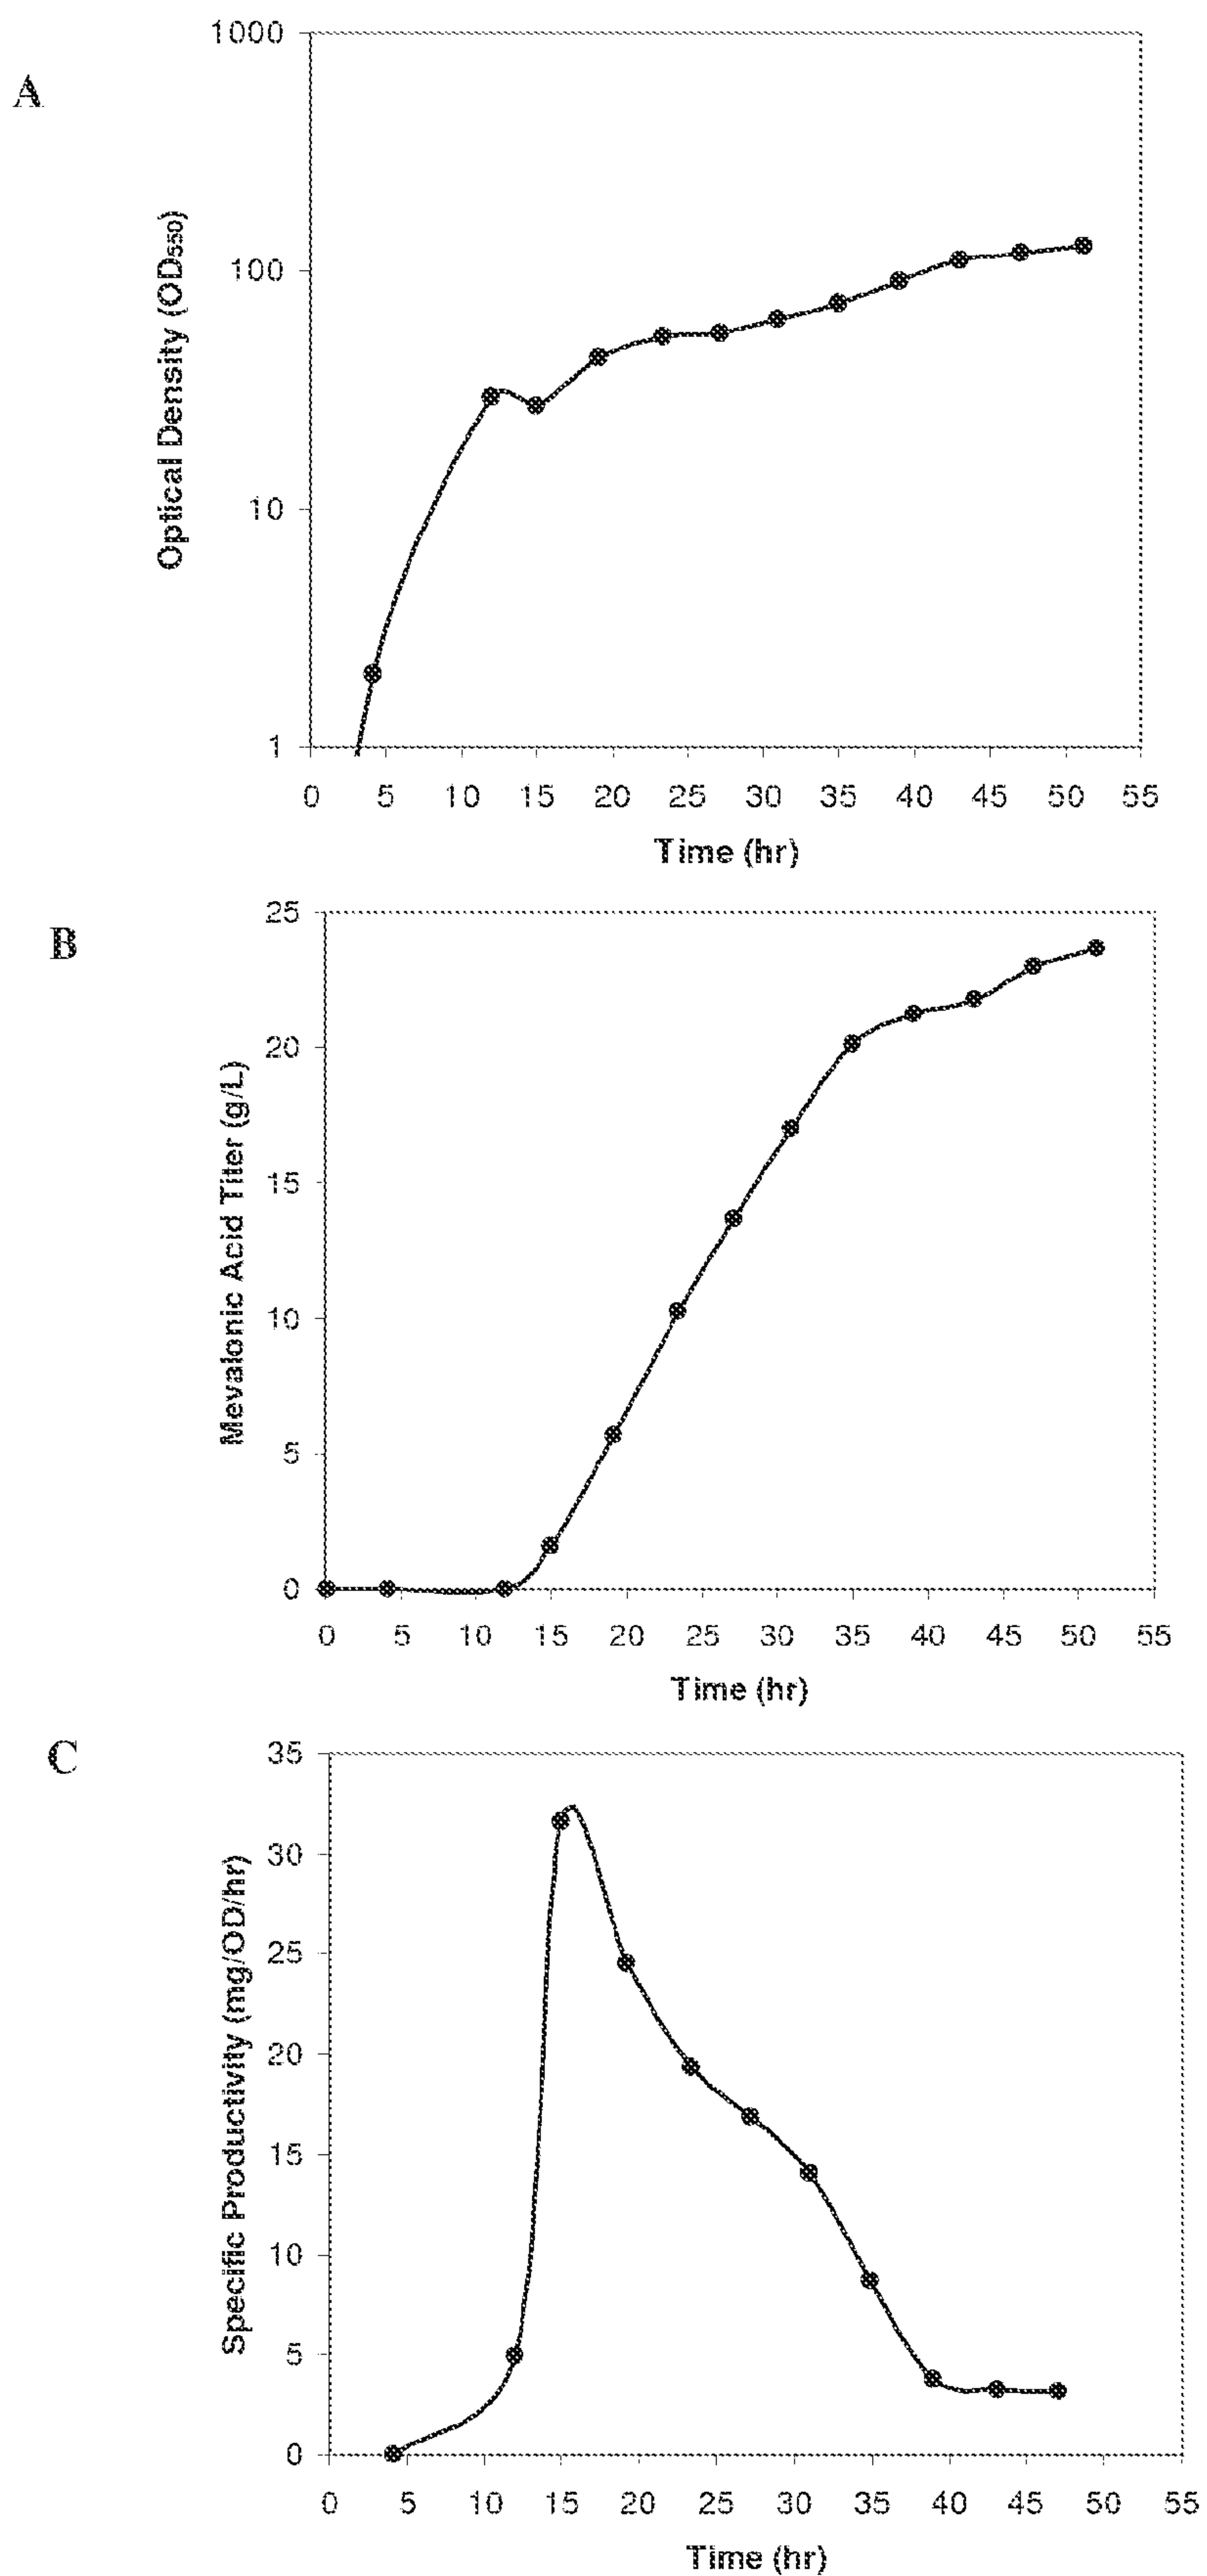 A
1000
100
10
1
Optical Density (OD550)
0 5 10 15 20 25 30 35 40 45 50 55
Time (hr)
B
25
20
15
10
5
0
Mevalonic Acid Titer (g/L)
0 5 10 15 20 25 30 35 40 45 50 55
Time (hr)
C
35
30
25
20
15
10
5
0
Specific Productivity (mg/OD/hr)
0 5 10 15 20 25 30 35 40 45 50 55
Time (hr)